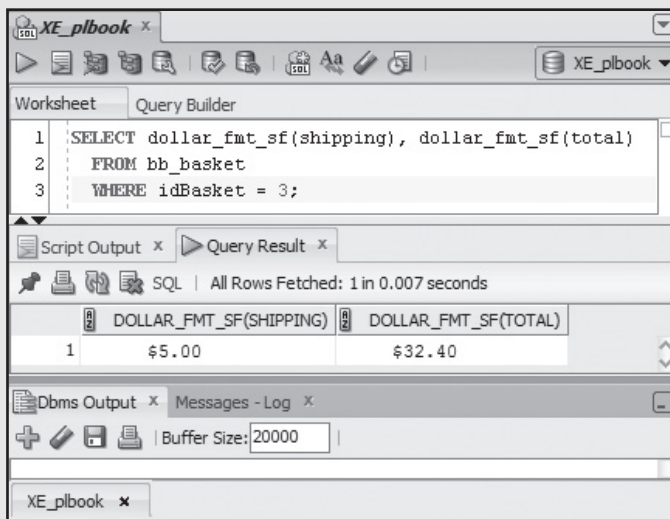 XE_plbook ×
XE_plbook
Worksheet Query Builder
1 SELECT dollar_fmt_sf(shipping), dollar_fmt_sf(total)
2 FROM bb_basket
3 WHERE idBasket = 3;
Script Output × Query Result ×
SQL | All Rows Fetched: 1 in 0.007 seconds
DOLLAR_FMT_SF(SHIPPING) DOLLAR_FMT_SF(TOTAL)
1 $5.00 $32.40
Dbms Output × Messages - Log ×
Buffer Size: 20000
XE_plbook ×